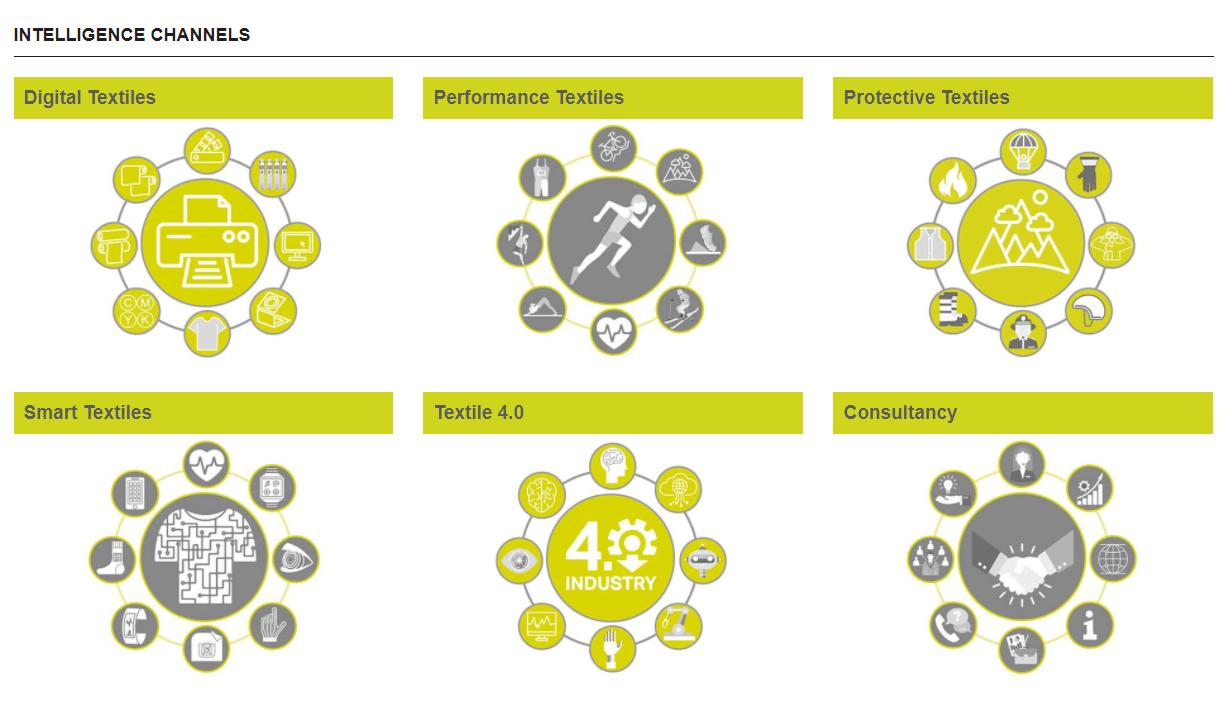 INTELLIGENCE CHANNELS
Digital Textiles
Performance Textiles
Protective Textiles
C M
Y K
Smart Textiles
Textile 4.0
Consultancy
4.0
INDUSTRY
?
i